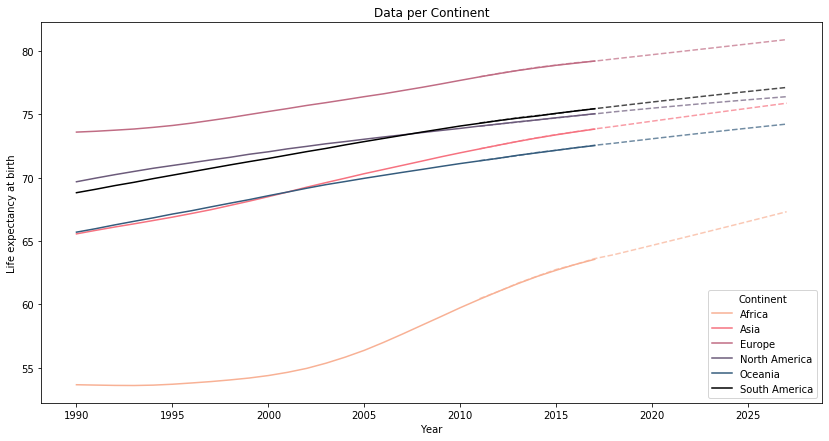 Data per Continent
Life expectancy at birth
80
75
70
65
60
55
1990
1995
2000
2005
2010
2015
2020
2025
Year
Continent
Africa
Asia
Europe
North America
Oceania
South America